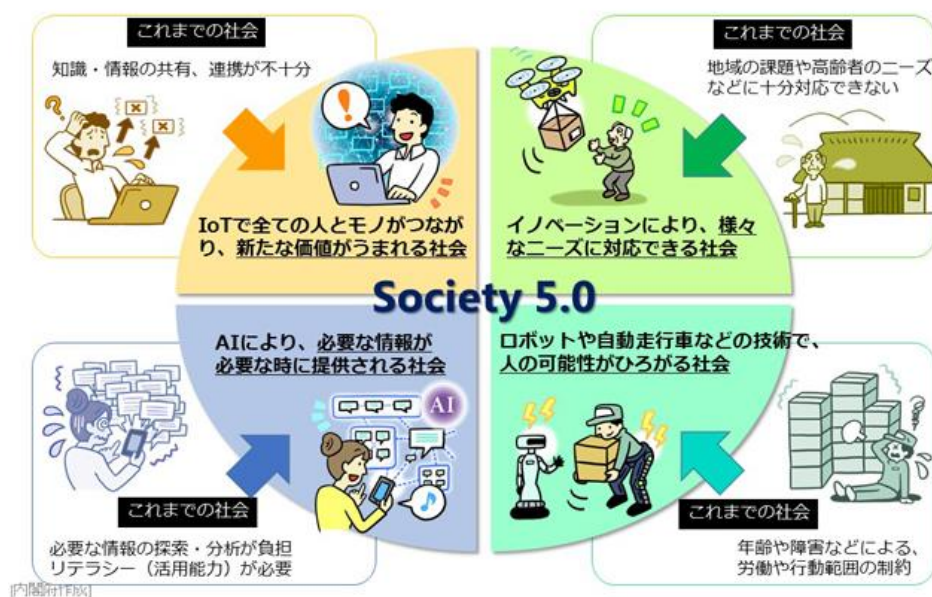 これまでの社会
知識・情報の共有、連携が不十分
IoTで全ての人とモノがつなが
り、新たな価値がうまれる社会
これまでの社会
地域の課題や高齢者のニーズ
などに十分対応できない
イノベーションにより、様々
なニーズに対応できる社会
Society 5.0
AIにより、必要な情報が
必要な時に提供される社会
AI
これまでの社会
必要な情報の探索・分析が負担
リテラシー（活用能力）が必要
ロボットや自動走行車などの技術で、
人の可能性がひろがる社会
これまでの社会
年齢や障害などによる、
労働や行動範囲の制約
[内閣府作成]